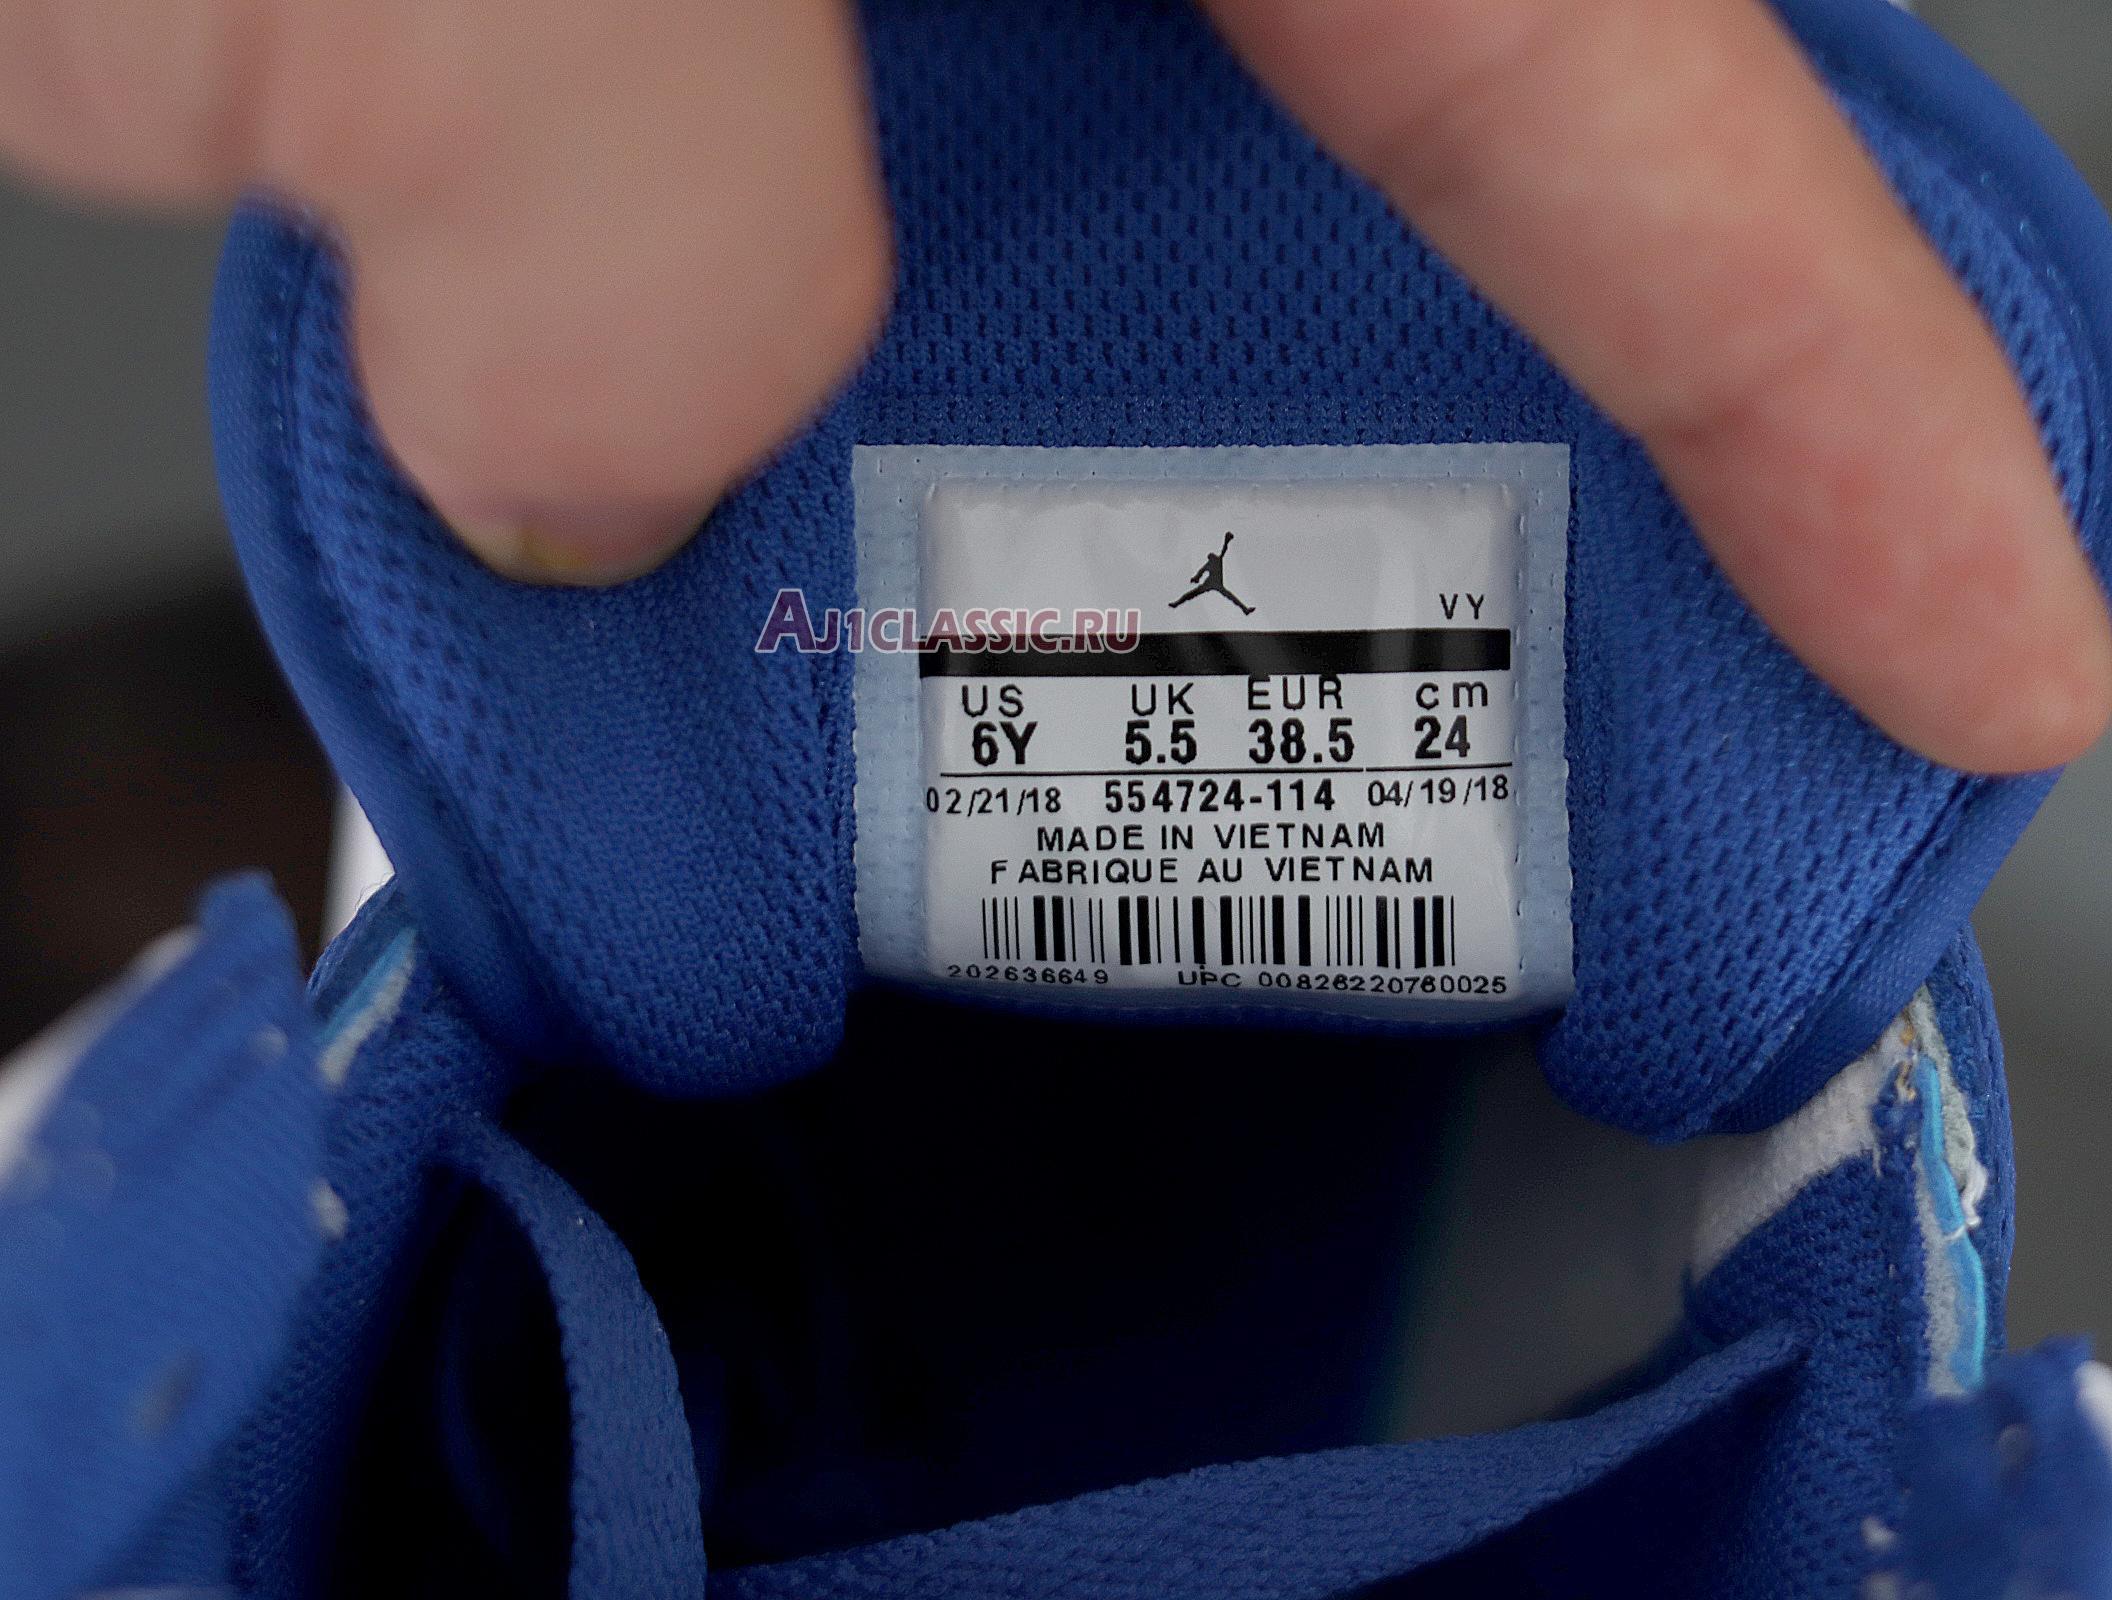 VY
AJ1CLASSIC.RU
US UK EUR cm
6Y 5.5 38.5 24
02/21/18 554724-114 04/19/18
MADE IN VIETNAM
FABRIQUE AU VIETNAM
202636649 UPC 00826220760025